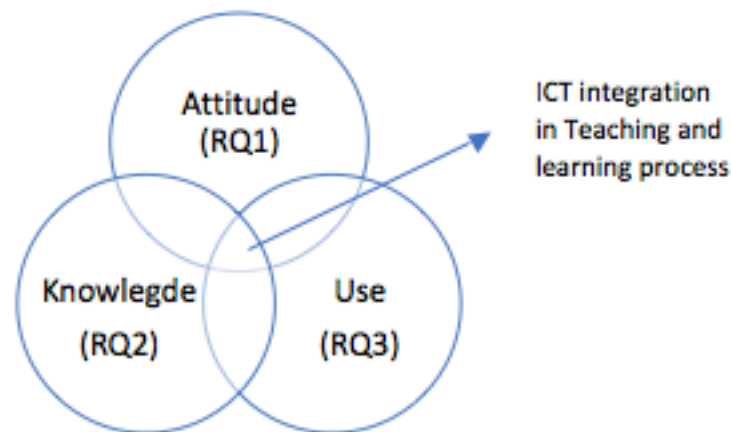 Attitude
(RQ1)
ICT integration
in Teaching and
learning process
Knowlegde
(RQ2)
Use
(RQ3)